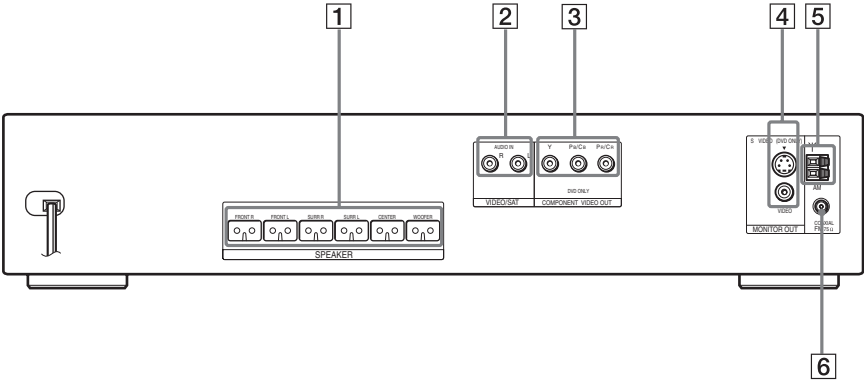 1
2
3
4
5
AUDIO IN
R L
VIDEO/SAT
Y PB/CB PR/CR
DVD ONLY
COMPONENT VIDEO OUT
S VIDEO (DVD ONLY)
VIDEO
MONITOR OUT
AM
COAXIAL
FM75Ω
FRONT R FRONT L SURR R SURR L CENTER WOOFER
SPEAKER
6